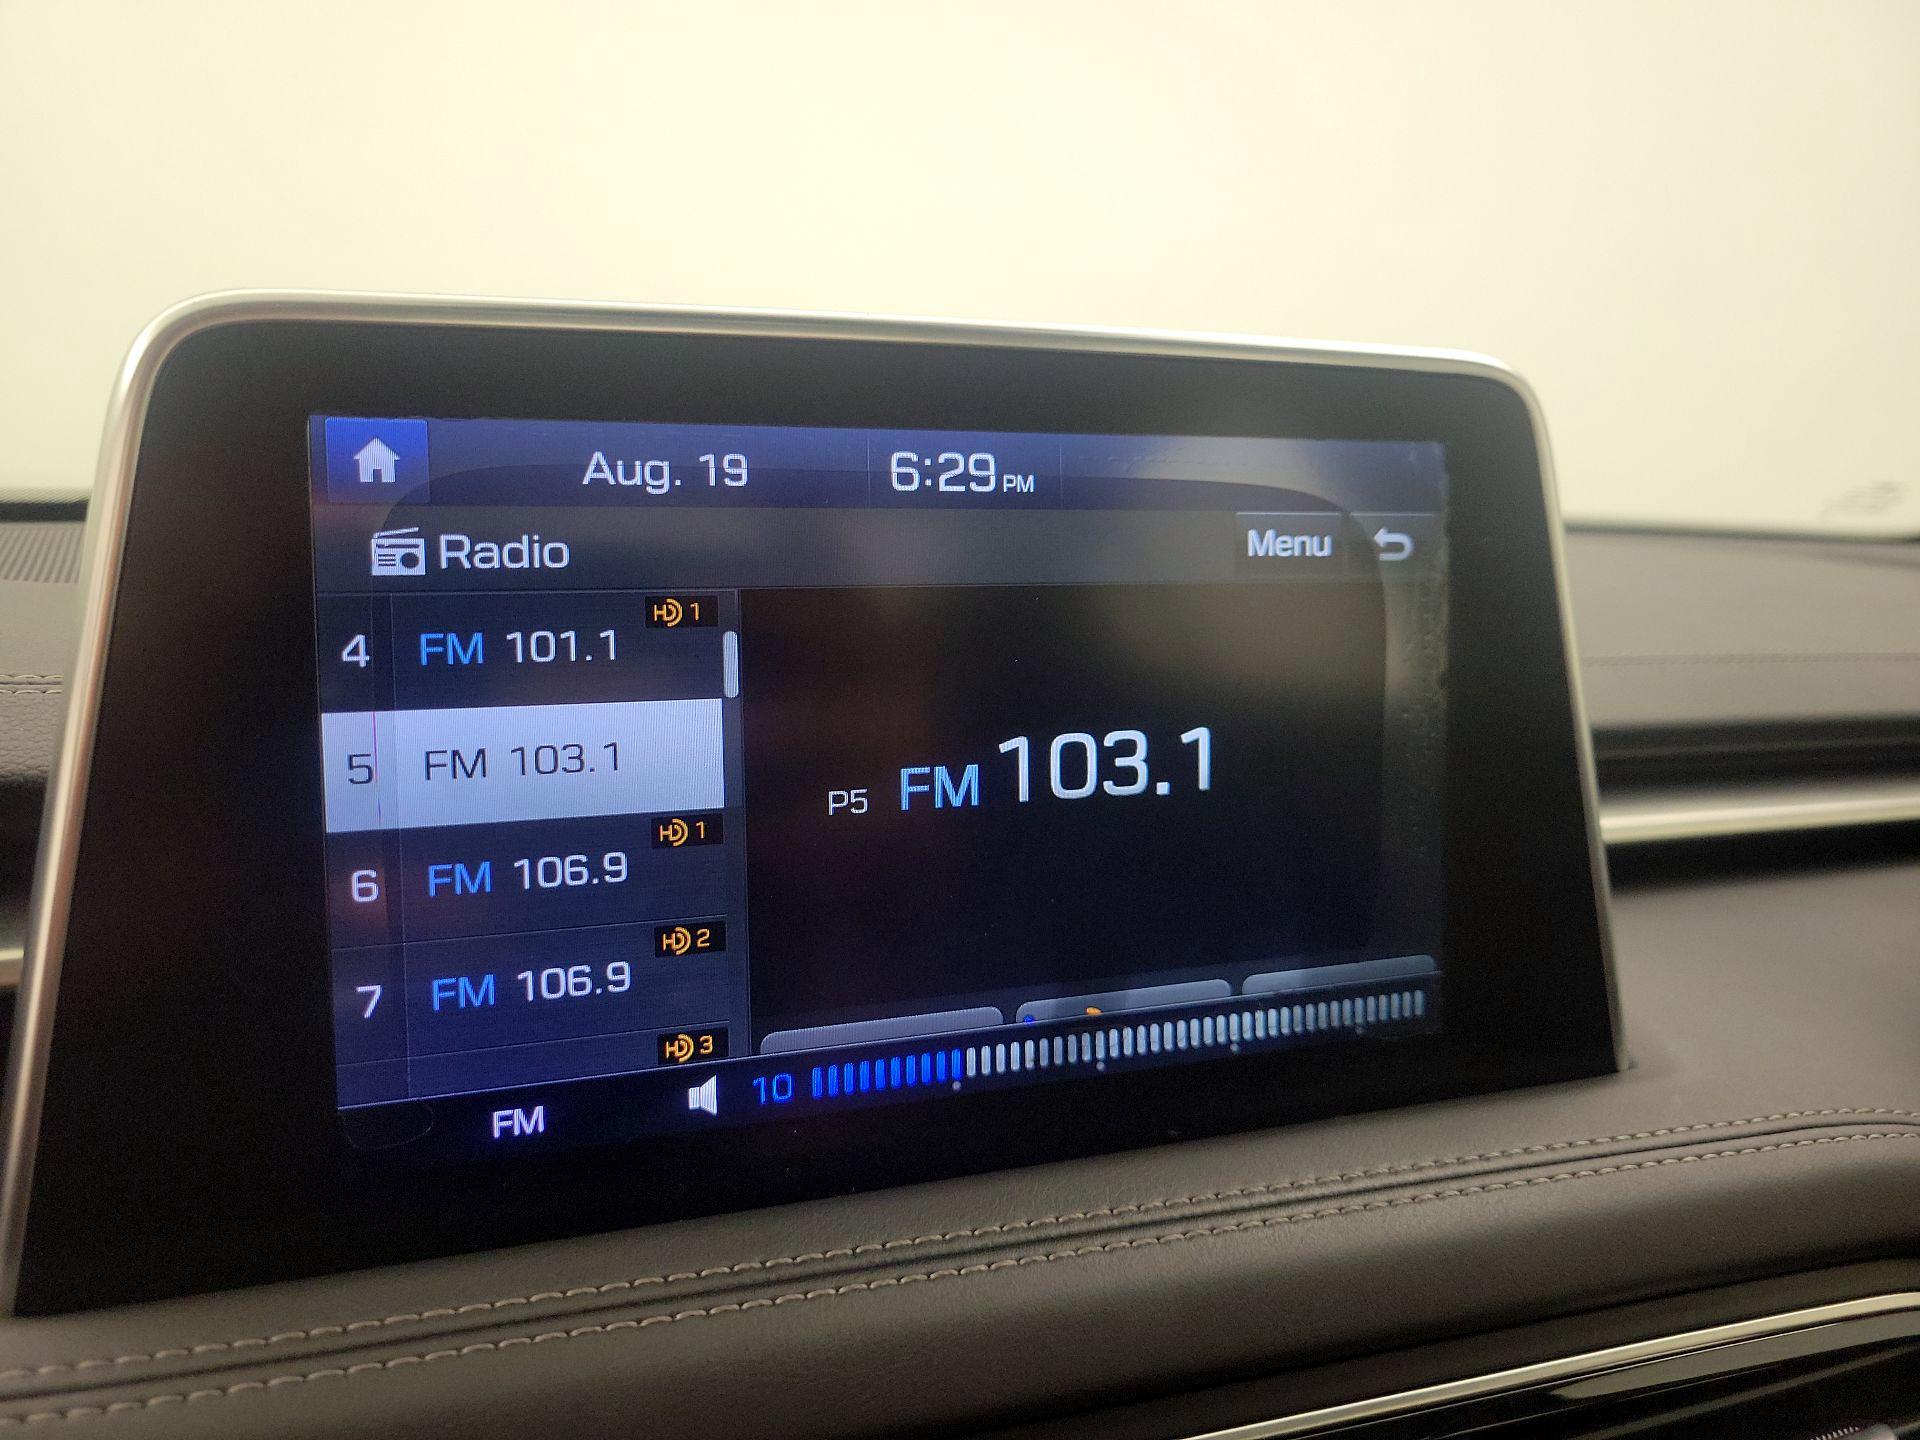 Aug. 19 6:29 PM
Radio Menu
4 FM 101.1 HD 1
5 FM 103.1
P5 FM 103.1
6 FM 106.9 HD 1
7 FM 106.9 HD 2
HD 3
10
FM